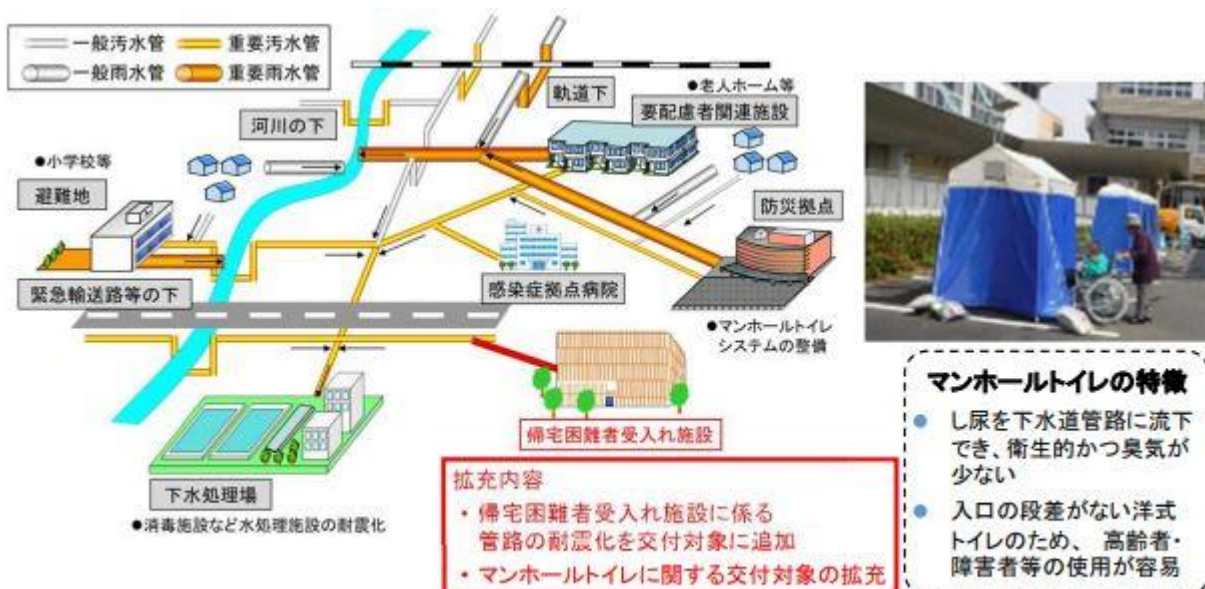 一般汚水管 重要汚水管
一般雨水管 重要雨水管
軌道下
●老人ホーム等
要配慮者関連施設
河川の下
●小学校等
避難地
防災拠点
緊急輸送路等の下
感染症拠点病院
●マンホールトイレ
システムの整備
帰宅困難者受入れ施設
下水処理場
●消毒施設など水処理施設の耐震化
拡充内容
・帰宅困難者受入れ施設に係る
管路の耐震化を交付対象に追加
・マンホールトイレに関する交付対象の拡充
マンホールトイレの特徴
● し尿を下水道管路に流下
でき、衛生的かつ臭気が
少ない
● 入口の段差がない洋式
トイレのため、 高齢者・
障害者等の使用が容易